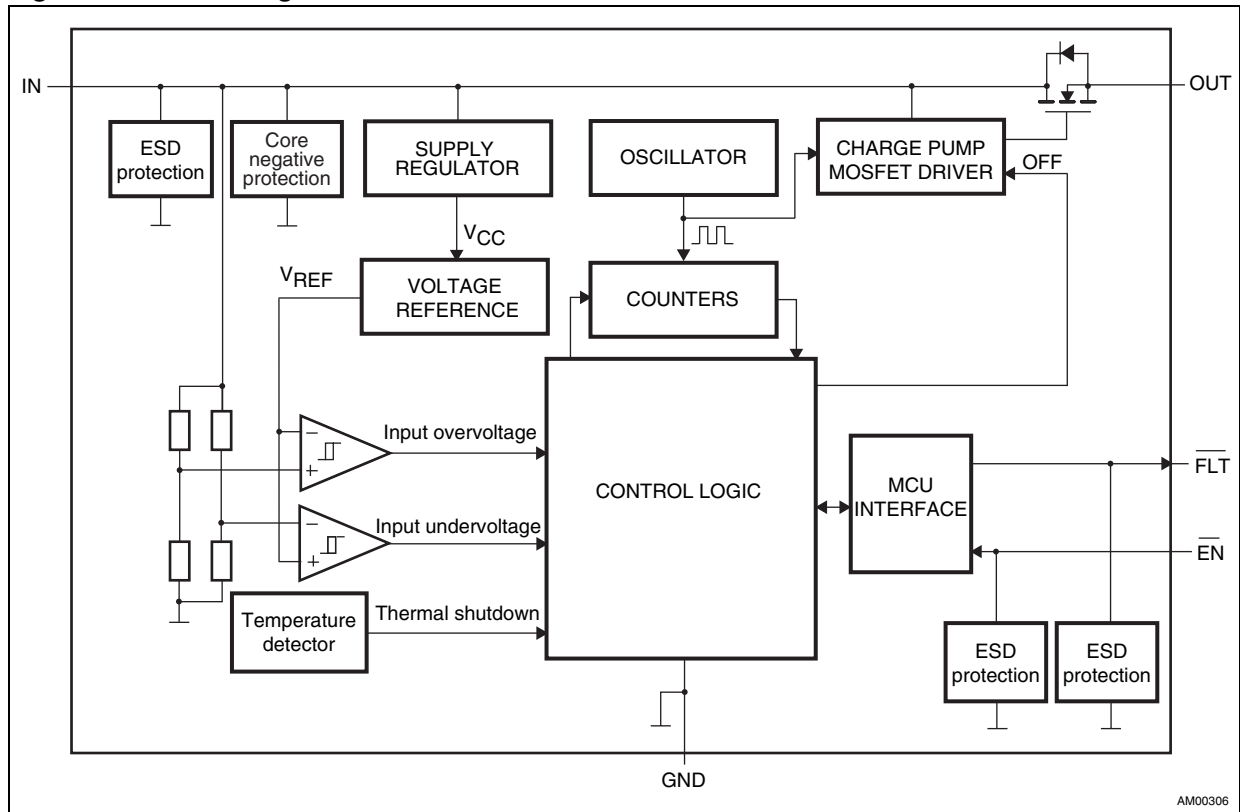 IN
OUT
ESD
protection
Core
negative
protection
SUPPLY
REGULATOR
OSCILLATOR
CHARGE PUMP
MOSFET DRIVER
OFF
VCC
VREF
VOLTAGE
REFERENCE
COUNTERS
-
+
Input overvoltage
-
+
Input undervoltage
CONTROL LOGIC
MCU
INTERFACE
FLT
EN
Temperature
detector
Thermal shutdown
ESD
protection
ESD
protection
GND
AM00306